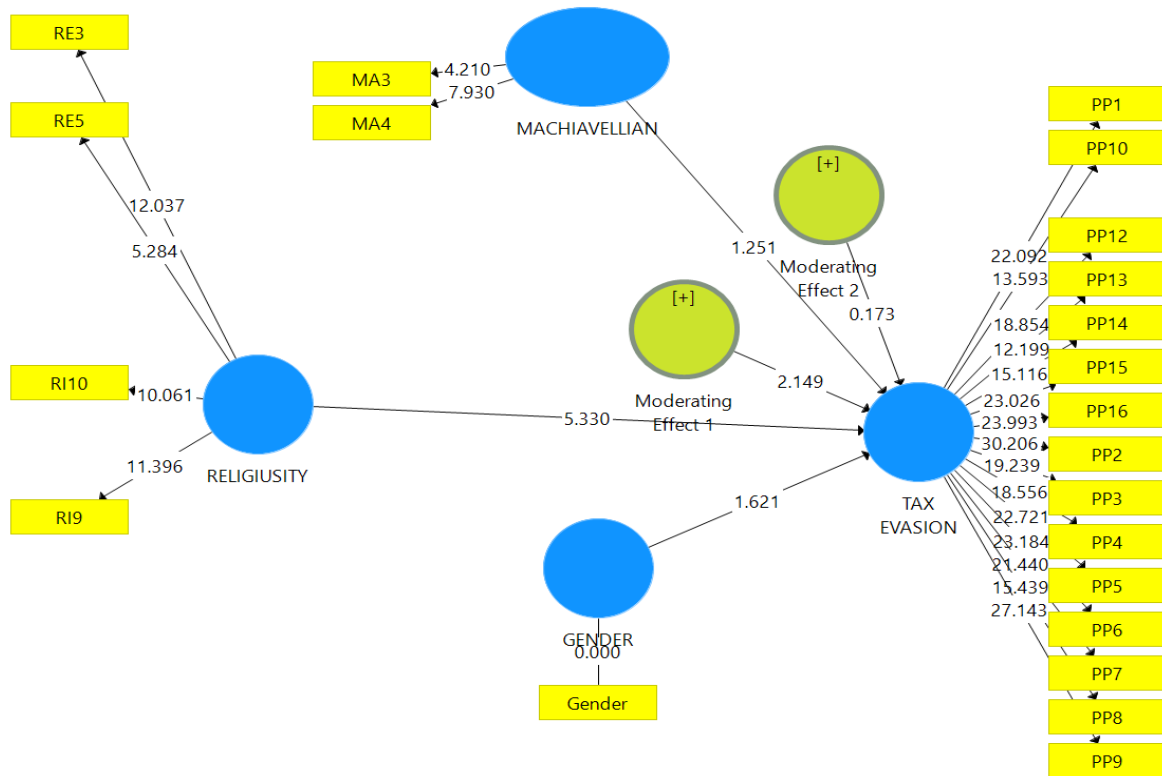 RE3
RE5
RI10
RI9
12.037
5.284
10.061
11.396
RELIGIUSITY
MA3
MA4
4.210
7.930
MACHIAVELLIAN
1.251
[+]
Moderating
Effect 2
0.173
[+]
Moderating
Effect 1
2.149
5.330
1.621
GENDER
0.000
Gender
TAX
EVASION
22.092
13.593
18.854
12.199
15.116
23.026
23.993
30.206
19.239
18.556
22.721
23.184
21.440
15.439
27.143
PP1
PP10
PP12
PP13
PP14
PP15
PP16
PP2
PP3
PP4
PP5
PP6
PP7
PP8
PP9